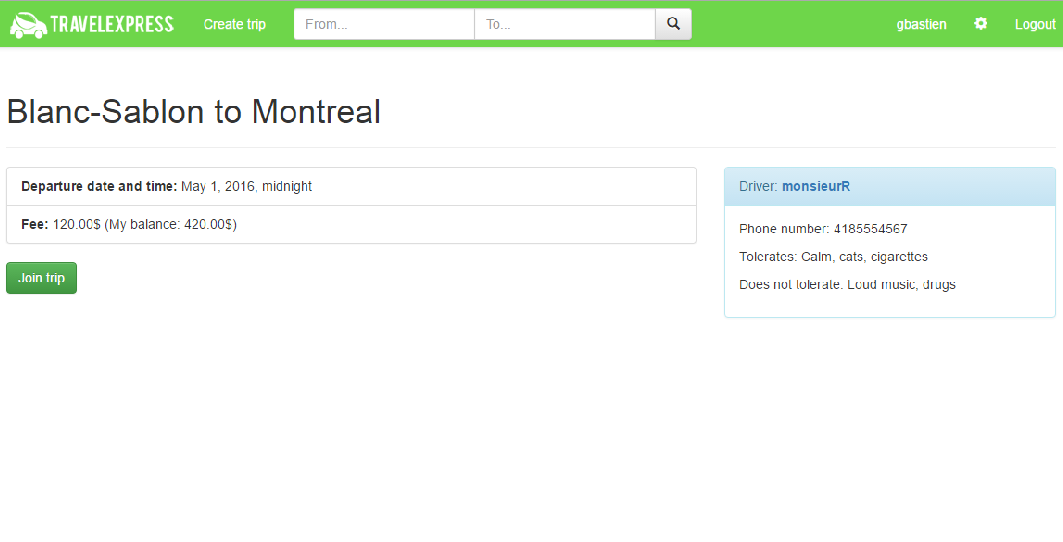 TRAVELEXPRESS Create trip From... To... gbastien Logout
Blanc-Sablon to Montreal
Departure date and time: May 1, 2016, midnight
Fee: 120.00$ (My balance: 420.00$)
Join trip
Driver: monsieurR
Phone number: 4185554567
Tolerates: Calm, cats, cigarettes
Does not tolerate: Loud music, drugs